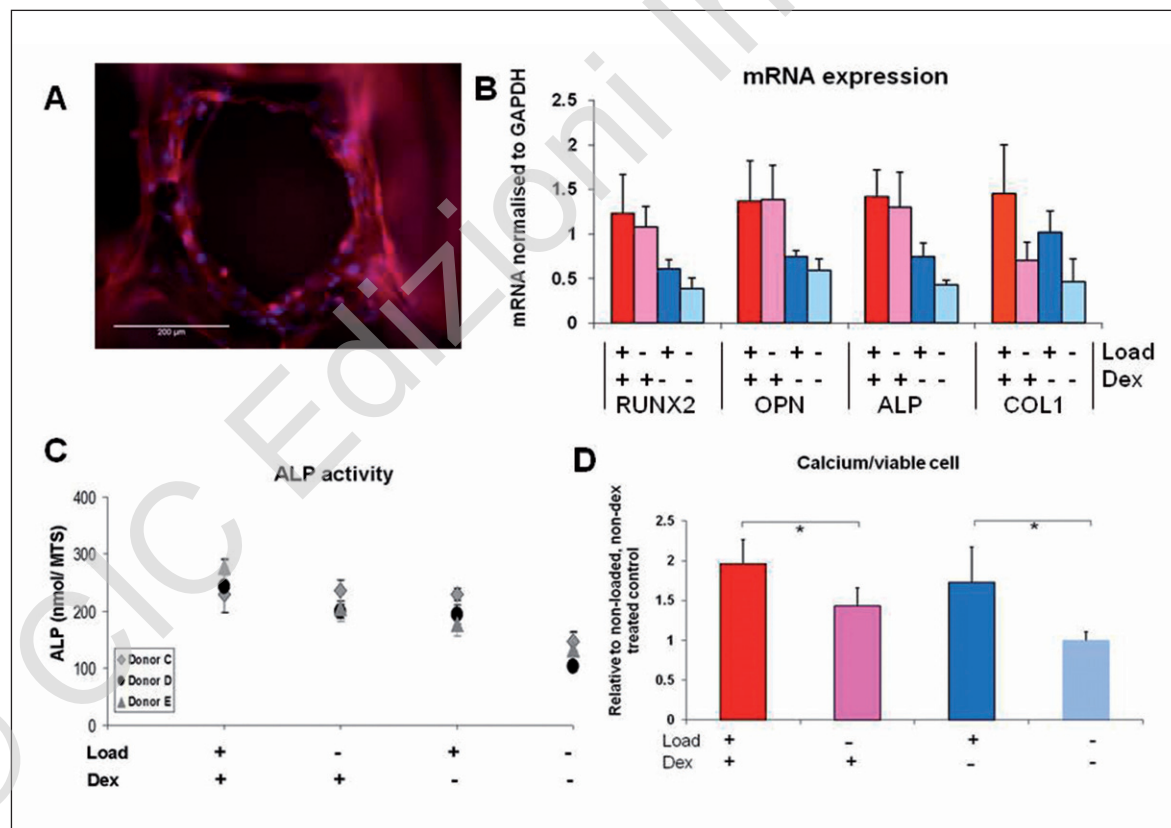 © CIC Edizioni In
A
200 µm
B
mRNA expression
mRNA normalised to GAPDH
2.5
2
1.5
1
0.5
0
+ - + - + - + - + - + - + - + - Load
+ + - - + + - - + + - - + + - - Dex
RUNX2 OPN ALP COL1
C
ALP activity
ALP (nmol/ MTS)
400
300
200
100
0
Donor C
Donor D
Donor E
Load + - + -
Dex + + - -
D
Calcium/viable cell
Relative to non-loaded, non-dex
treated control
2.5
2
1.5
1
0.5
0
* *
Load + - + -
Dex + + - -